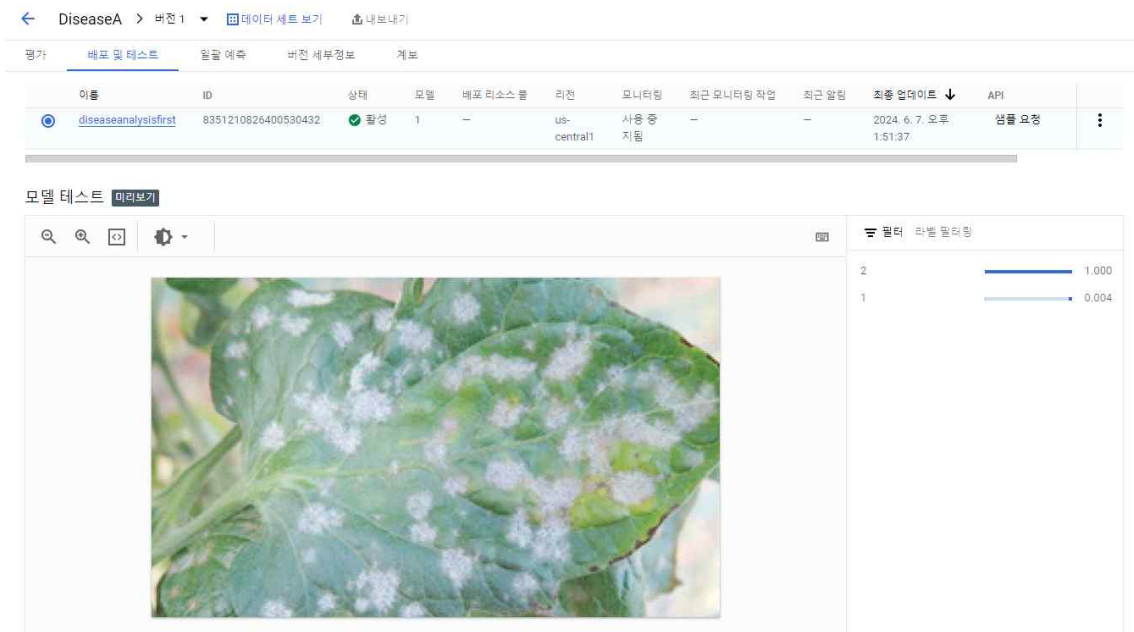 DiseaseA > 버전 1 데이터 세트 보기 내보내기
평가 배포 및 테스트 일괄 예측 버전 세부정보 계보
이름 ID 상태 모델 배포 리소스 풀 리전 모니터링 최근 모니터링 작업 최근 알림 최종 업데이트 API
diseaseanalysisfirst 8351210826400530432 활성 1 – us- 사용 중 – – 2024. 6. 7. 오후 샘플 요청
central1 지됨 1:51:37
모델 테스트 미리보기
필터 라벨 필터링
2 1.000
1 0.004